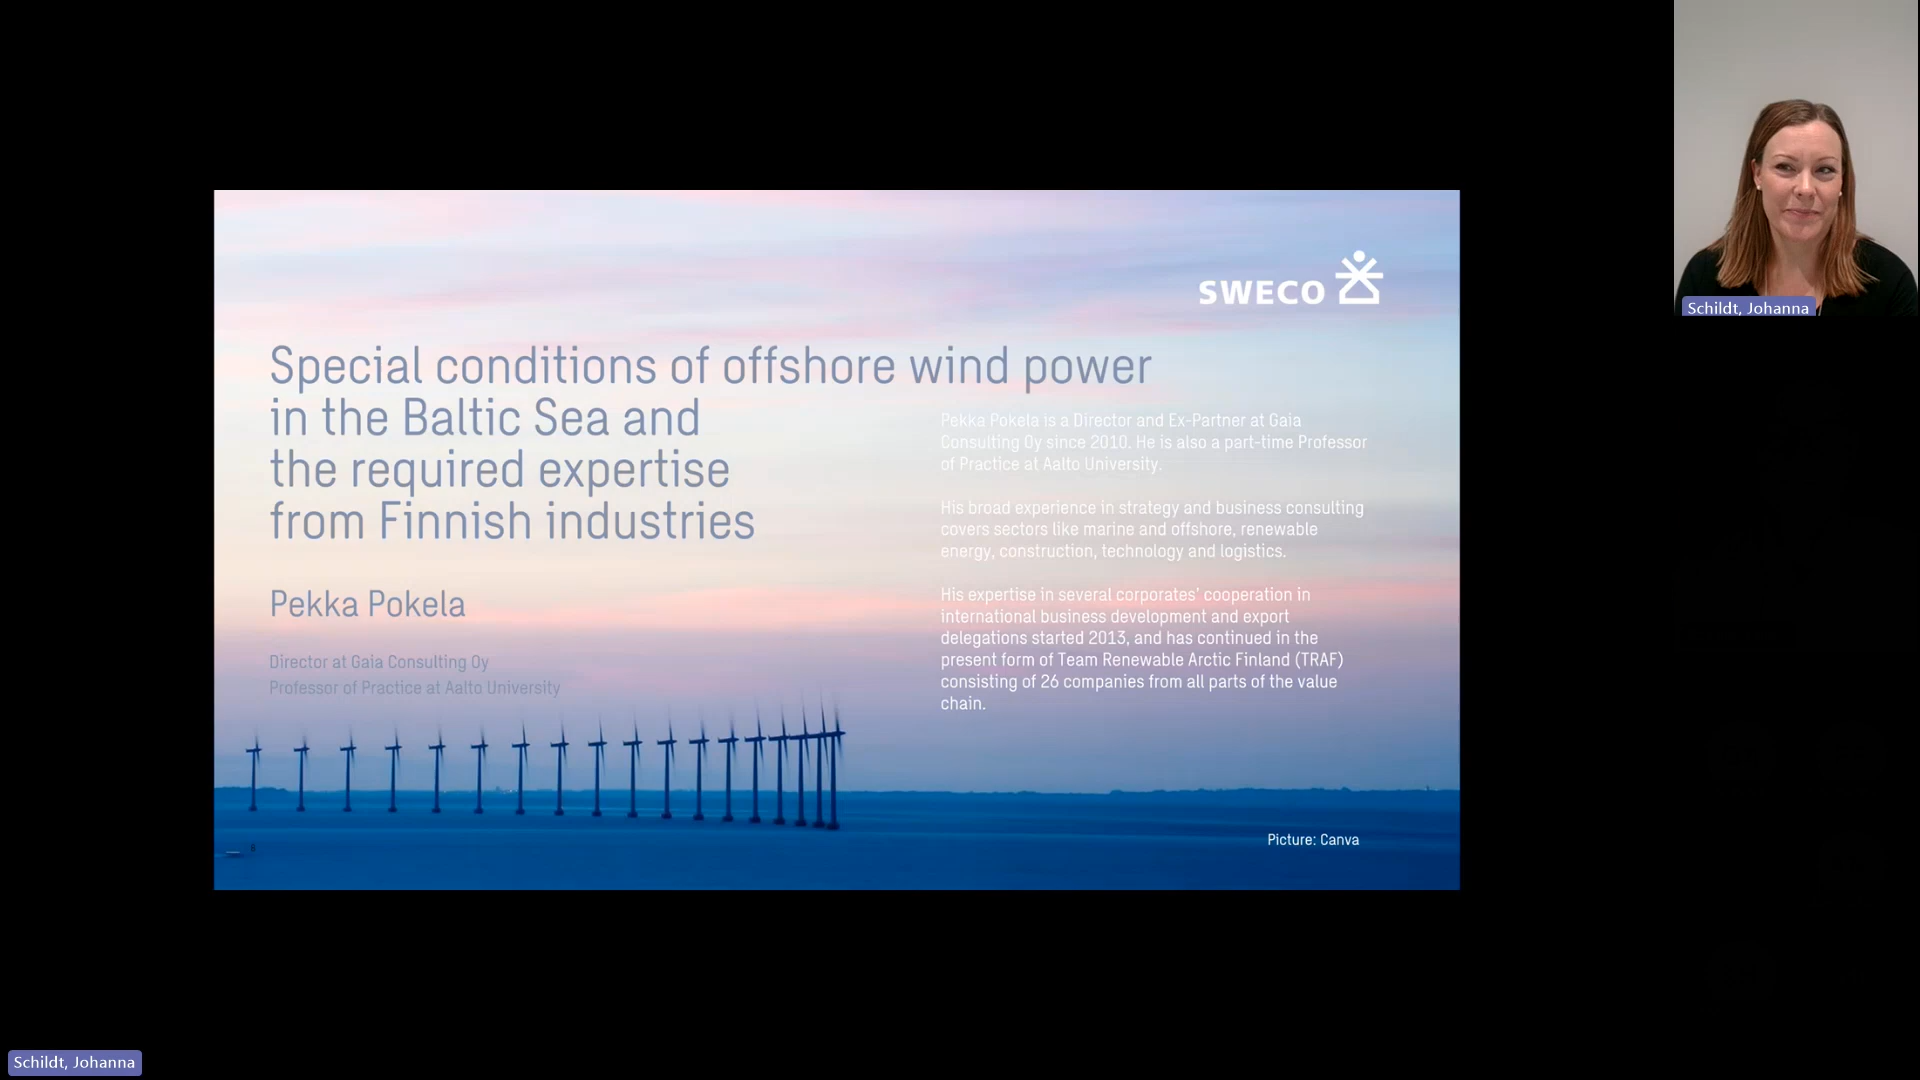 SWECO
Special conditions of offshore wind power
in the Baltic Sea and
the required expertise
from Finnish industries
Pekka Pokela
Director at Gaia Consulting Oy
Professor of Practice at Aalto University
Pekka Pokela is a Director and Ex-Partner at Gaia
Consulting Oy since 2010. He is also a part-time Professor
of Practice at Aalto University.
His broad experience in strategy and business consulting
covers sectors like marine and offshore, renewable
energy, construction, technology and logistics.
His expertise in several corporates' cooperation in
international business development and export
delegations started 2013, and has continued in the
present form of Team Renewable Arctic Finland (TRAF)
consisting of 26 companies from all parts of the value
chain.
Picture: Canva
Schildt, Johanna
Schildt, Johanna